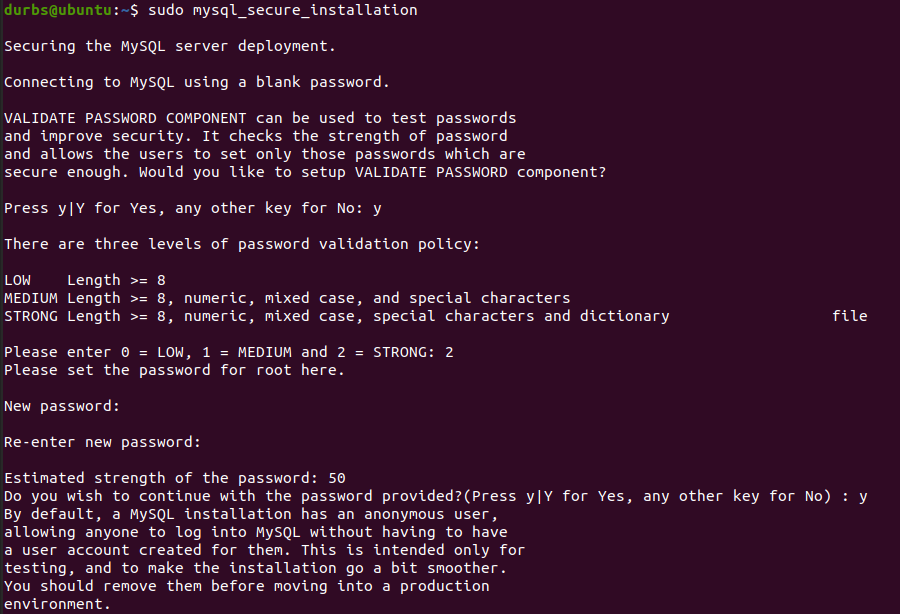 durbs@ubuntu:~$ sudo mysql_secure_installation
Securing the MySQL server deployment.
Connecting to MySQL using a blank password.
VALIDATE PASSWORD COMPONENT can be used to test passwords
and improve security. It checks the strength of password
and allows the users to set only those passwords which are
secure enough. Would you like to setup VALIDATE PASSWORD component?
Press y|Y for Yes, any other key for No: y
There are three levels of password validation policy:
LOW    Length >= 8
MEDIUM Length >= 8, numeric, mixed case, and special characters
STRONG Length >= 8, numeric, mixed case, special characters and dictionary                  file
Please enter 0 = LOW, 1 = MEDIUM and 2 = STRONG: 2
Please set the password for root here.
New password:
Re-enter new password:
Estimated strength of the password: 50
Do you wish to continue with the password provided?(Press y|Y for Yes, any other key for No) : y
By default, a MySQL installation has an anonymous user,
allowing anyone to log into MySQL without having to have
a user account created for them. This is intended only for
testing, and to make the installation go a bit smoother.
You should remove them before moving into a production
environment.